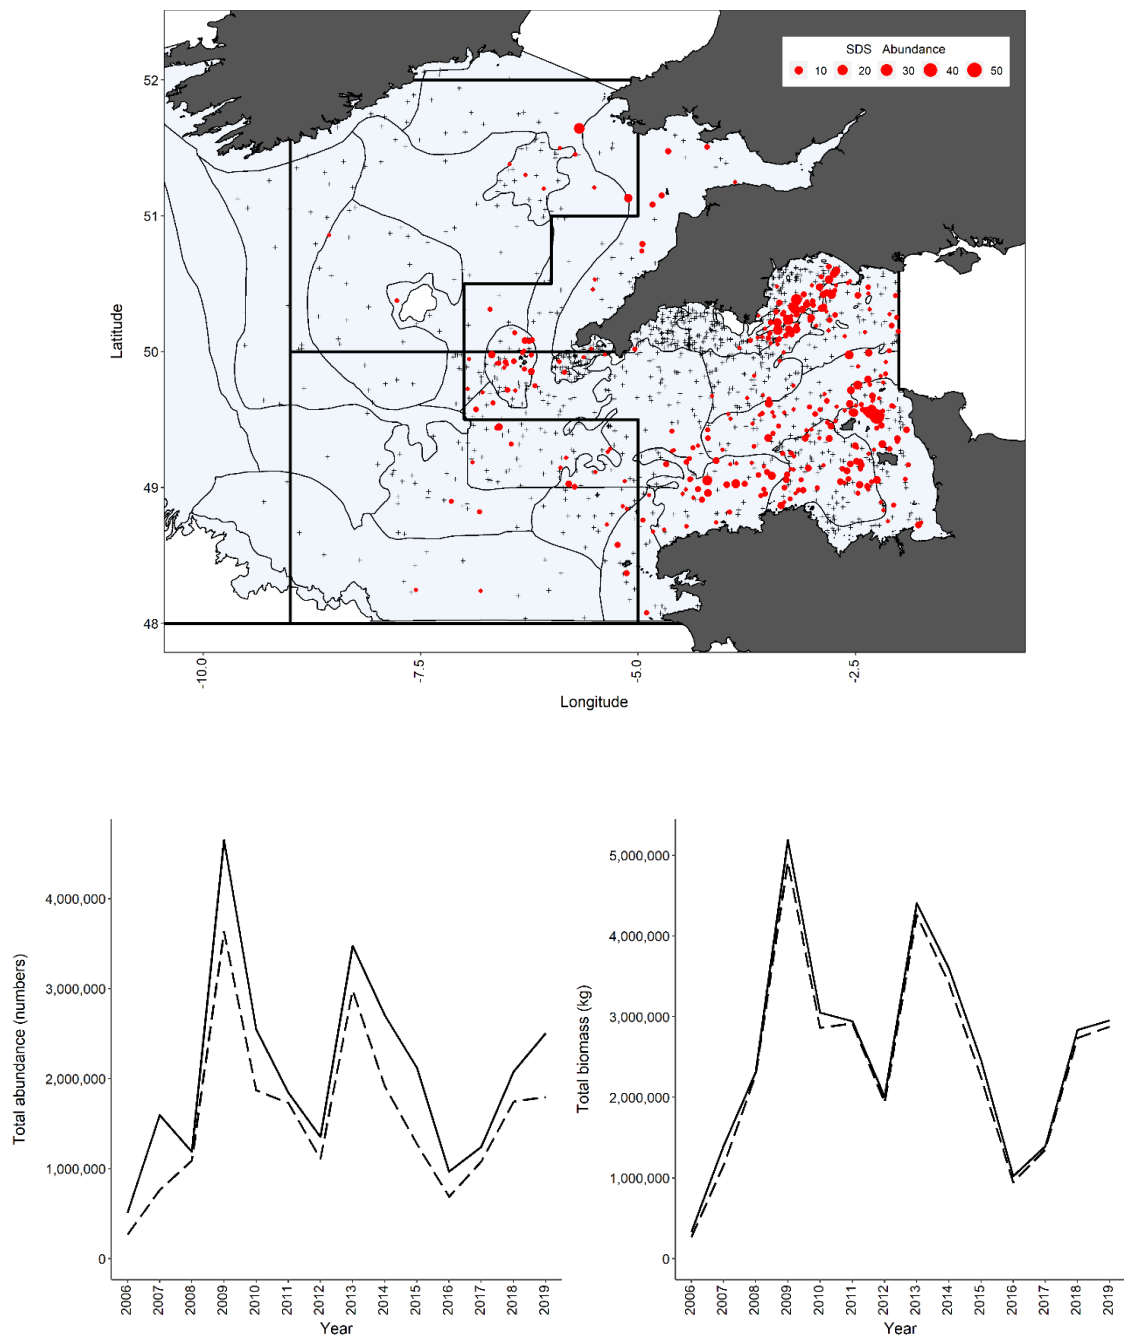 SDS Abundance
10 20 30 40 50
52
51
50
49
48
Latitude
-10.0 -7.5 -5.0 -2.5
Longitude
Total abundance (numbers)
4,000,000
3,000,000
2,000,000
1,000,000
0
2006 2007 2008 2009 2010 2011 2012 2013 2014 2015 2016 2017 2018 2019
Year
Total biomass (kg)
5,000,000
4,000,000
3,000,000
2,000,000
1,000,000
0
2006 2007 2008 2009 2010 2011 2012 2013 2014 2015 2016 2017 2018 2019
Year